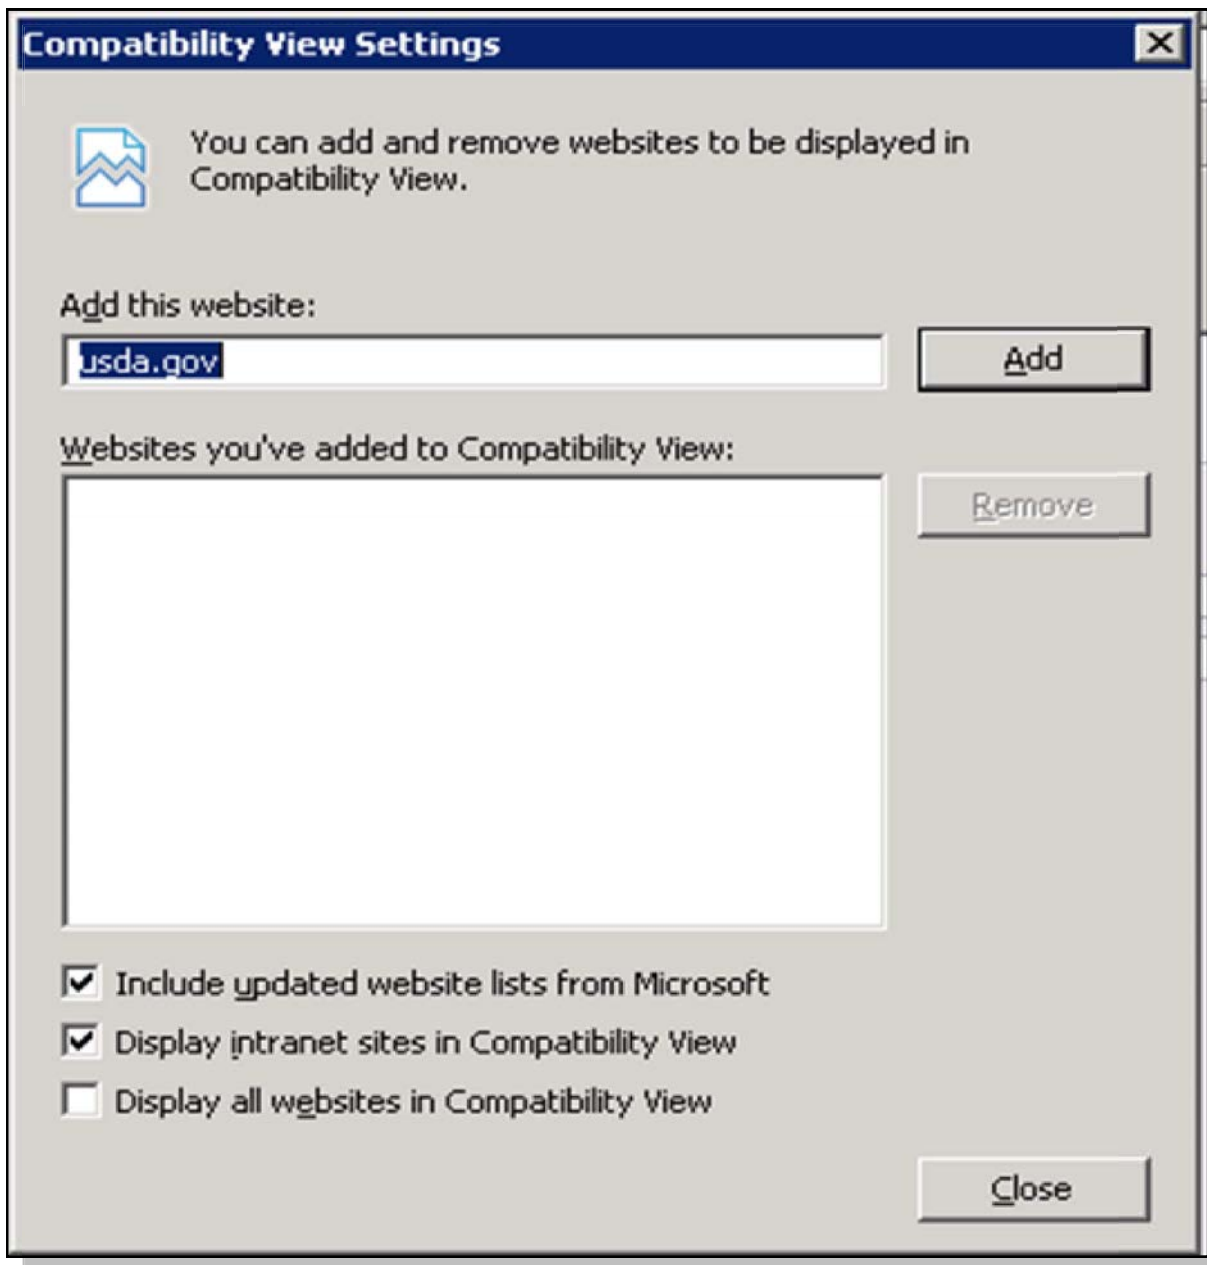 Compatibility View Settings
You can add and remove websites to be displayed in
Compatibility View.
Add this website:
usda.gov
Add
Websites you've added to Compatibility View:
Remove
Include updated website lists from Microsoft
Display intranet sites in Compatibility View
Display all websites in Compatibility View
Close